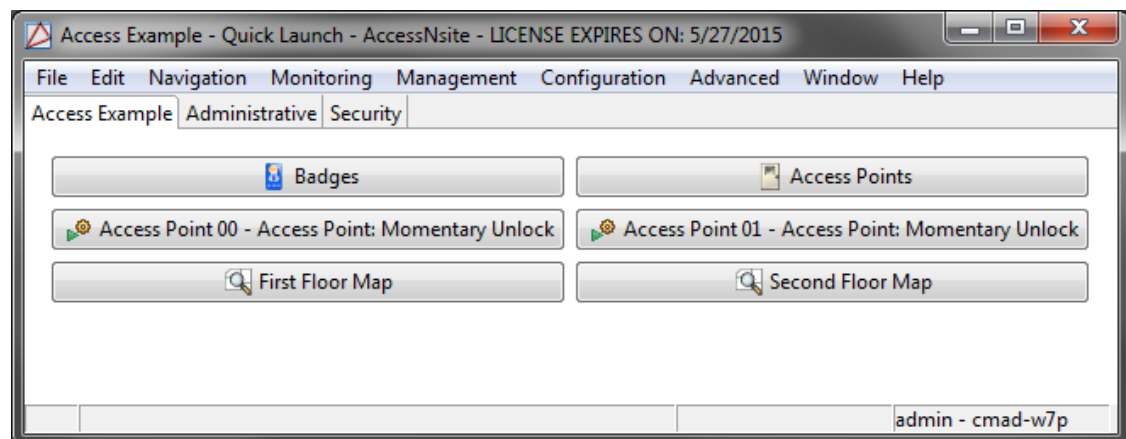 Access Example - Quick Launch - AccessNsite - LICENSE EXPIRES ON: 5/27/2015
File Edit Navigation Monitoring Management Configuration Advanced Window Help
Access Example Administrative Security
Badges Access Points
Access Point 00 - Access Point: Momentary Unlock Access Point 01 - Access Point: Momentary Unlock
First Floor Map Second Floor Map
admin - cmad-w7p